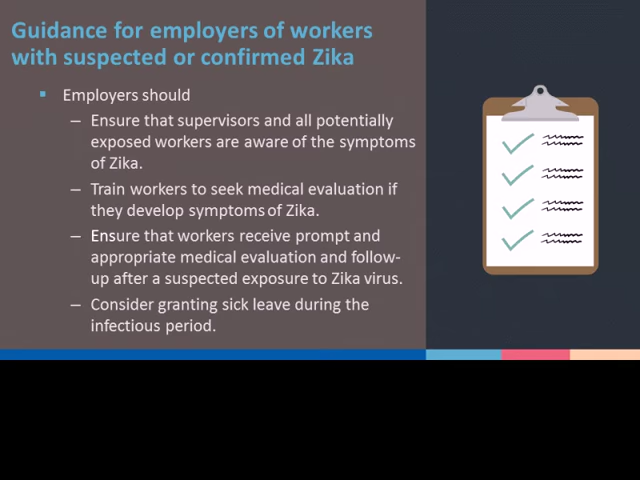 Guidance for employers of workers
with suspected or confirmed Zika
▪ Employers should
– Ensure that supervisors and all potentially
exposed workers are aware of the symptoms
of Zika.
– Train workers to seek medical evaluation if
they develop symptoms of Zika.
– Ensure that workers receive prompt and
appropriate medical evaluation and follow-
up after a suspected exposure to Zika virus.
– Consider granting sick leave during the
infectious period.